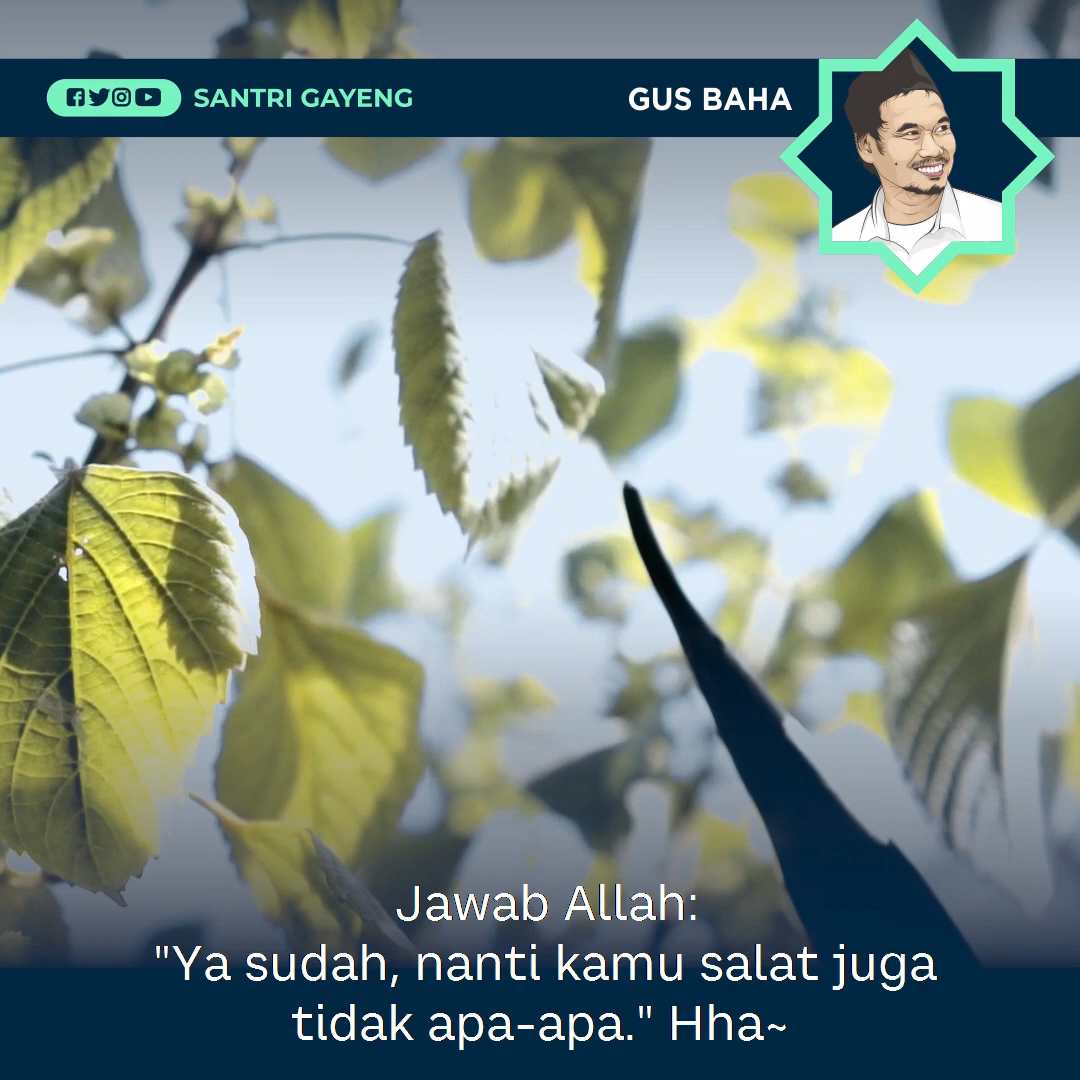 SANTRI GAYENG
GUS BAHA
Jawab Allah:
"Ya sudah, nanti kamu salat juga
tidak apa-apa." Hha~